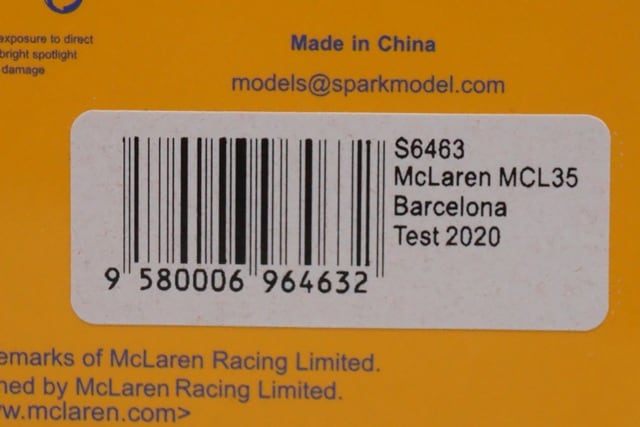 exposure to direct
bright spotlight
damage
Made in China
models@sparkmodel.com
S6463
McLaren MCL35
Barcelona
Test 2020
9 580006 964632
emarks of McLaren Racing Limited.
ned by McLaren Racing Limited.
w.mclaren.com>